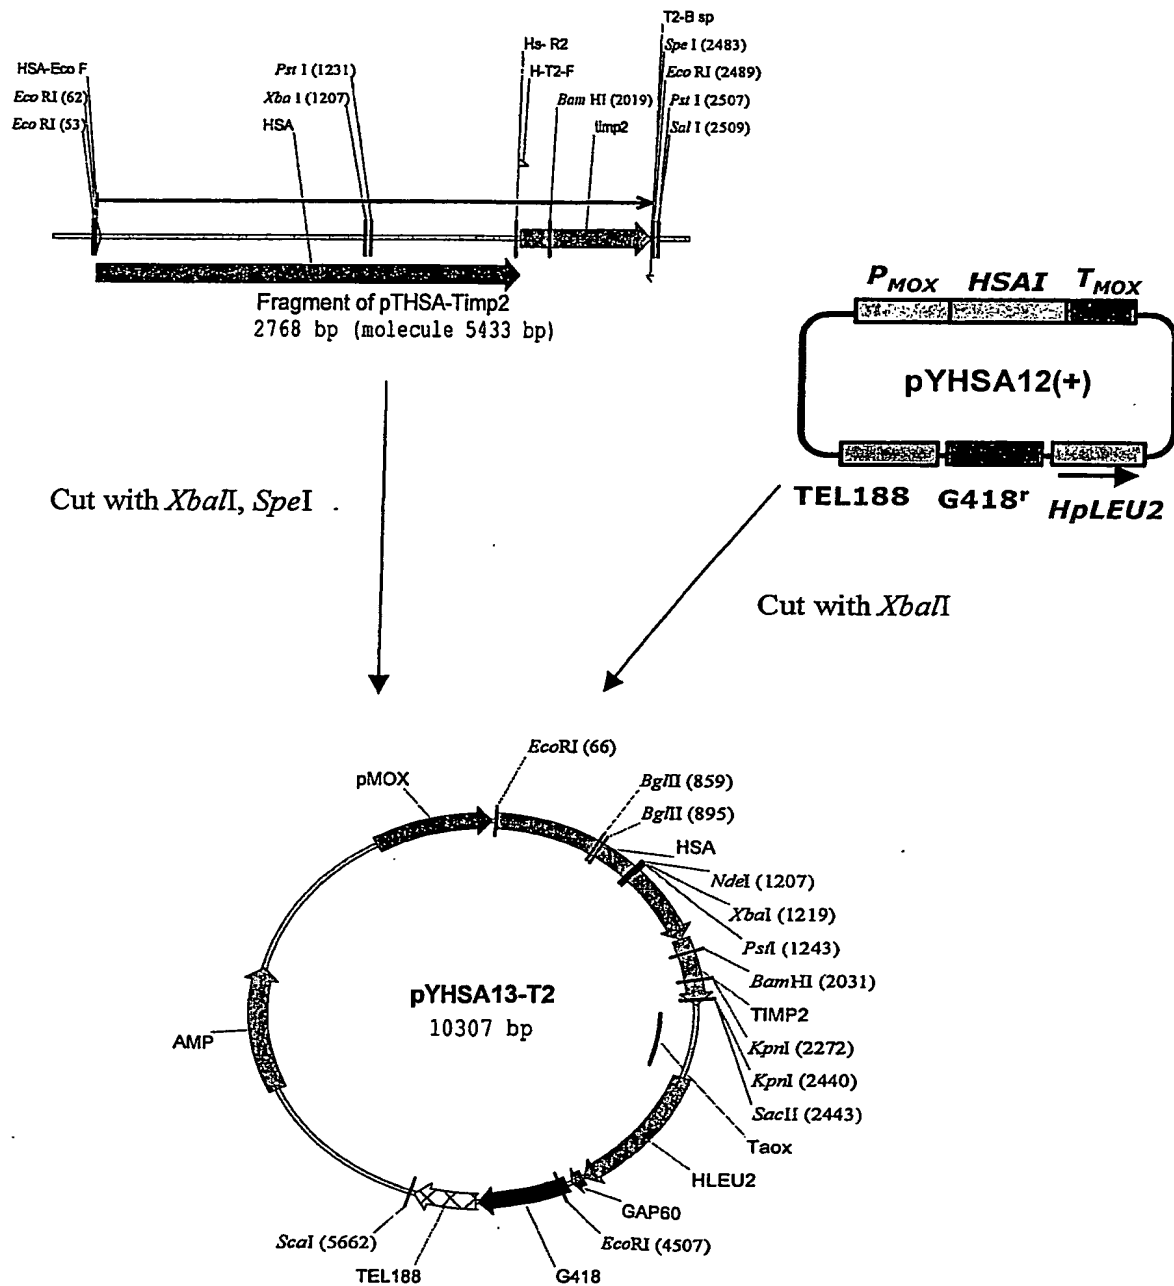 T2-B sp
Hs- R2
Spe I (2483)
HSA-Eco F
Pst I (1231)
H-T2-F
Eco RI (2489)
Eco RI (62)
Xba I (1207)
Bam HI (2019)
Pst I (2507)
Eco RI (53)
HSA
timp2
Sal I (2509)
Fragment of pTHSA-Timp2
2768 bp (molecule 5433 bp)
P MOX HSAI T MOX
pYHSA12(+)
TEL188 G418r HpLEU2
Cut with XbaII, SpeI
Cut with XbaII
EcoRI (66)
pMOX
BglII (859)
BglII (895)
HSA
NdeI (1207)
XbaI (1219)
PstI (1243)
BamHI (2031)
pYHSA13-T2
10307 bp
TIMP2
AMP
KpnI (2272)
KpnI (2440)
SacII (2443)
Taox
HLEU2
GAP60
ScaI (5662)
EcoRI (4507)
TEL188
G418